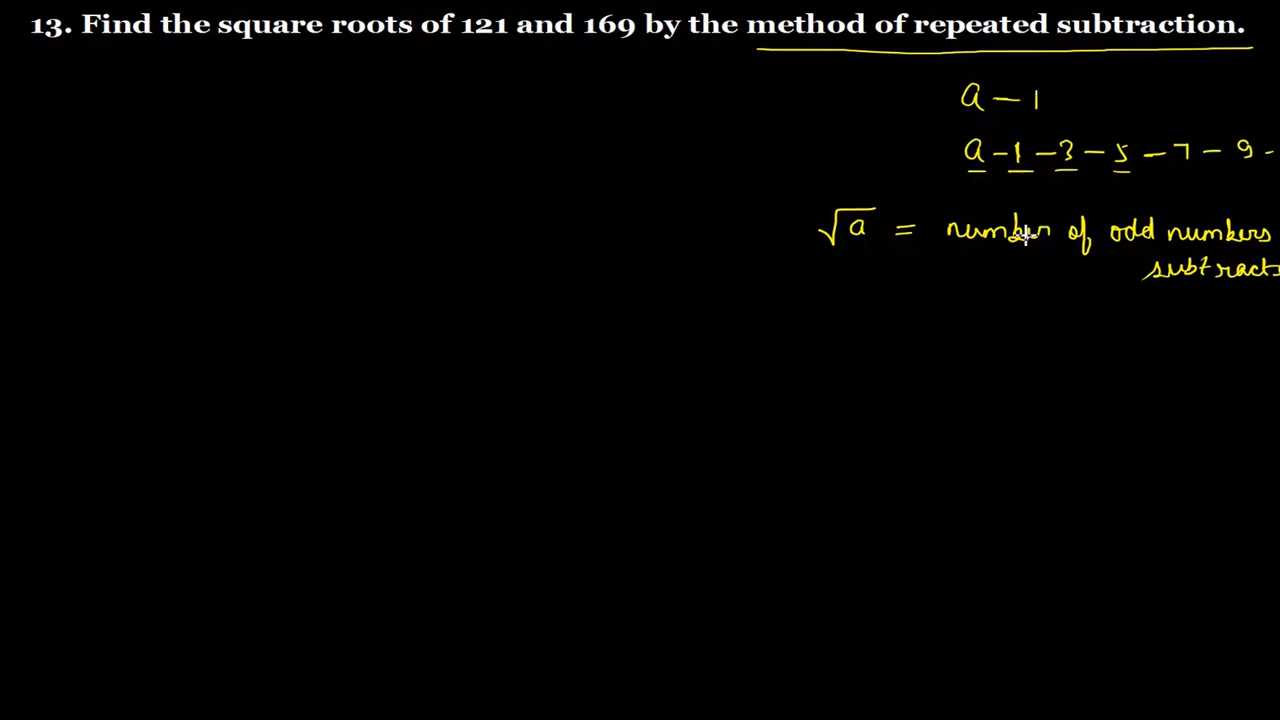 13. Find the square roots of 121 and 169 by the method of repeated subtraction.
a - 1
a - 1 - 3 - 5 - 7 - 9 -
√a = number of odd numbers
subtracts